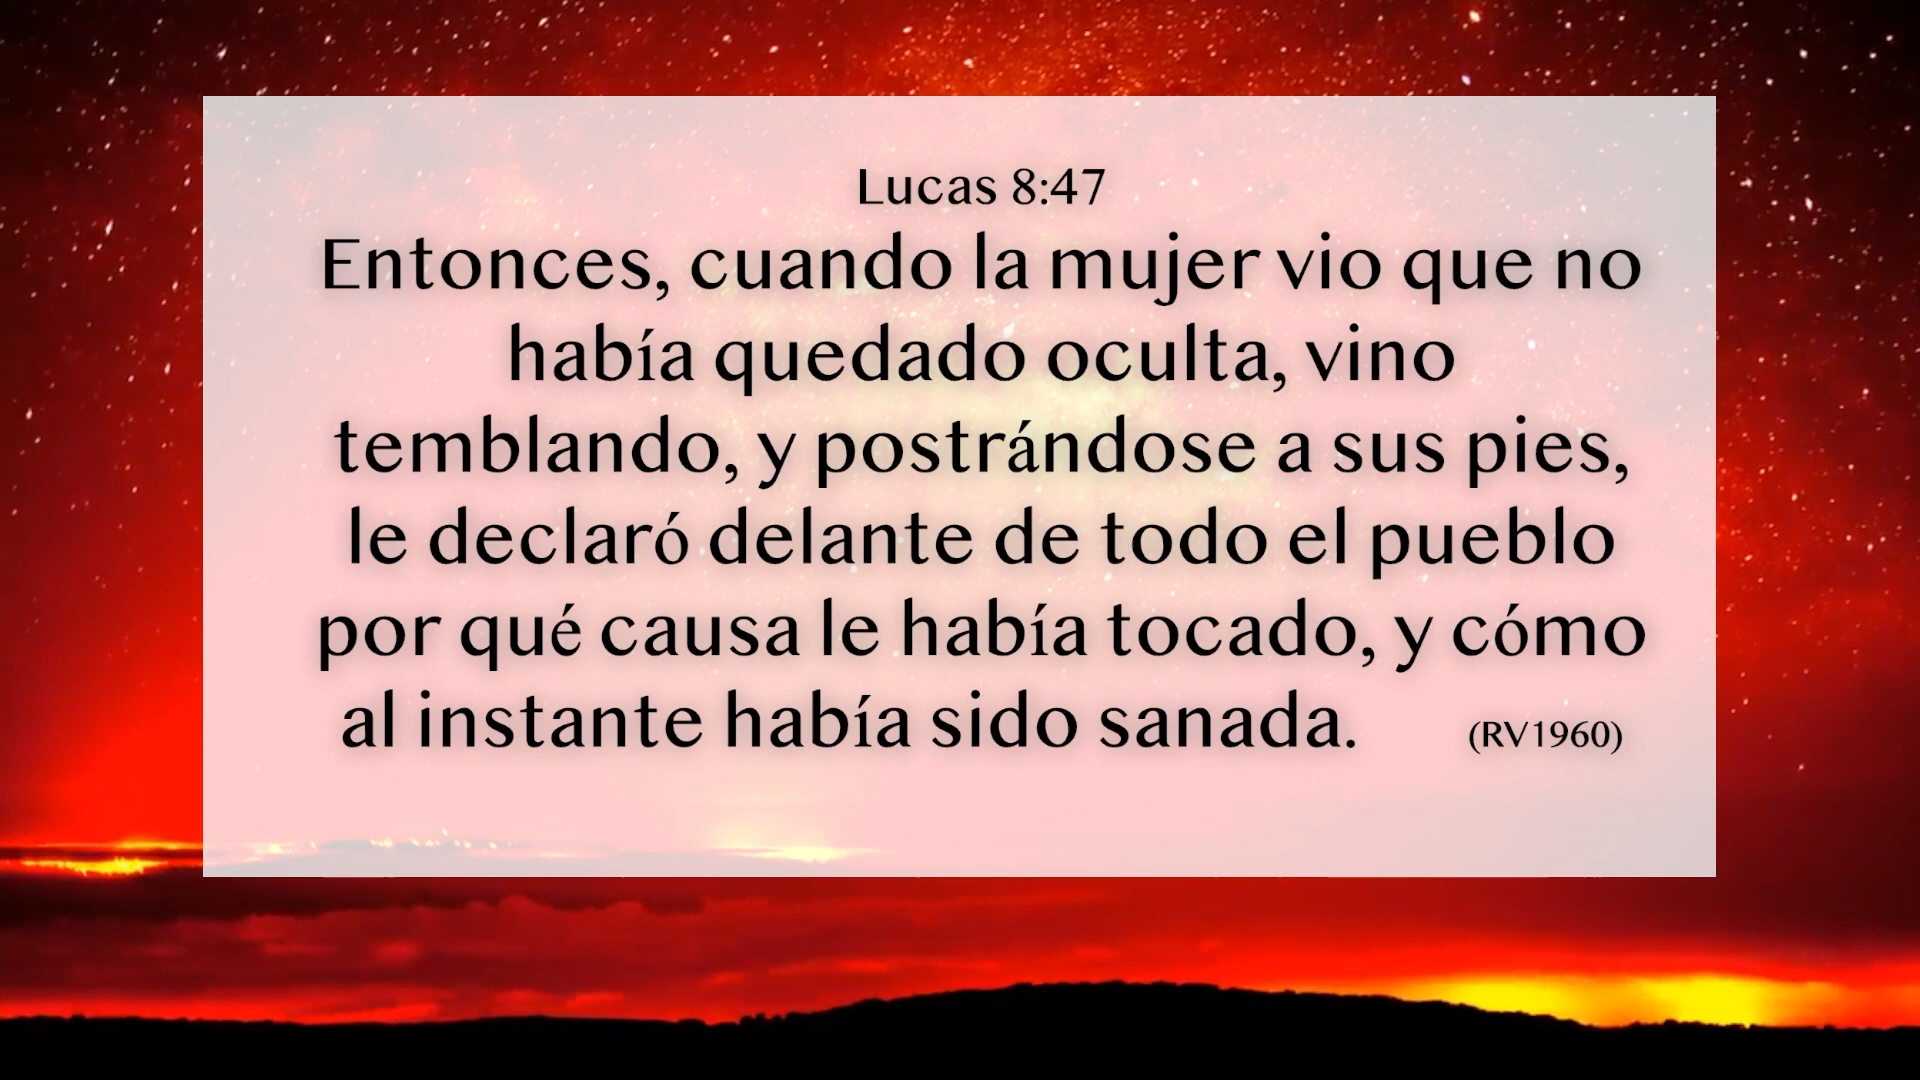 Lucas 8:47
Entonces, cuando la mujer vio que no
había quedado oculta, vino
temblando, y postrándose a sus pies,
le declaró delante de todo el pueblo
por qué causa le había tocado, y cómo
al instante había sido sanada. (RV1960)